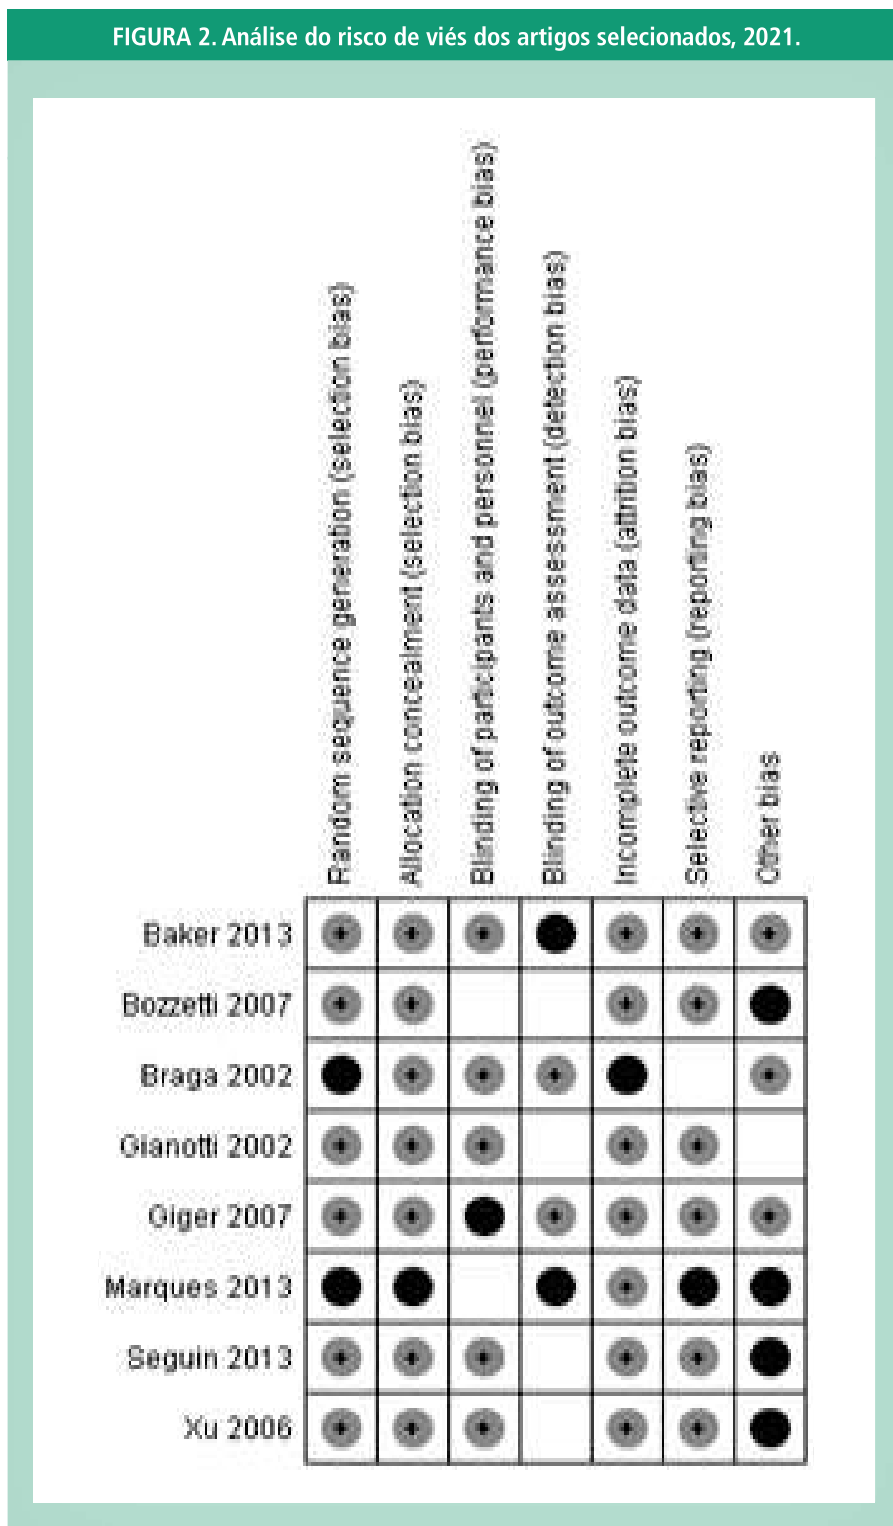 FIGURA 2. Análise do risco de viés dos artigos selecionados, 2021.
Random sequence generation (selection bias)
Allocation concealment (selection bias)
Blinding of participants and personnel (performance bias)
Blinding of outcome assessment (detection bias)
Incomplete outcome data (attrition bias)
Selective reporting (reporting bias)
Other bias
Baker 2013
Bozzetti 2007
Braga 2002
Gianotti 2002
Giger 2007
Marques 2013
Seguin 2013
Xu 2006